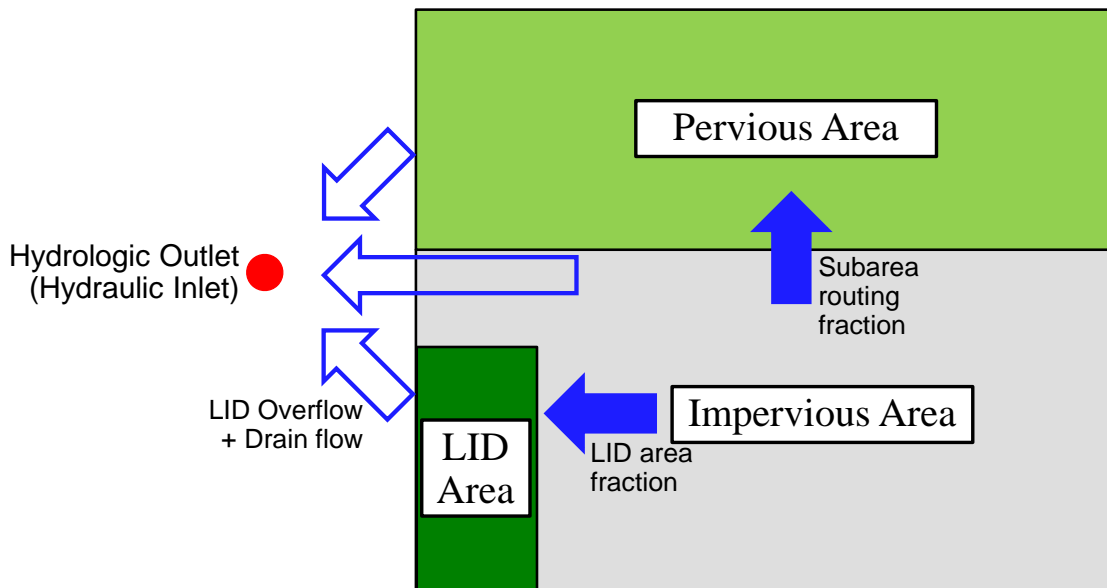 Pervious Area
Hydrologic Outlet
(Hydraulic Inlet)
Subarea
routing
fraction
LID Overflow
+ Drain flow
LID
Area
LID area
fraction
Impervious Area